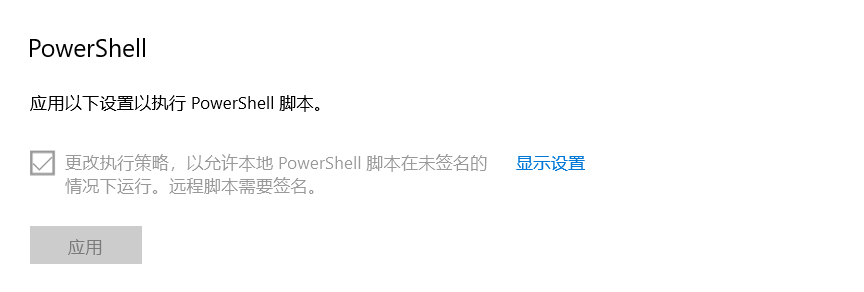 PowerShell
应用以下设置以执行 PowerShell 脚本。
更改执行策略，以允许本地 PowerShell 脚本在未签名的
显示设置
情况下运行。远程脚本需要签名。
应用